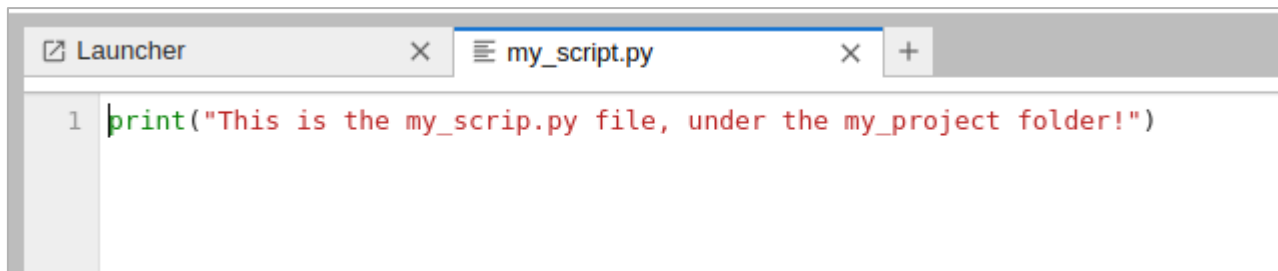 Launcher
my_script.py
1 print("This is the my_scrip.py file, under the my_project folder!")